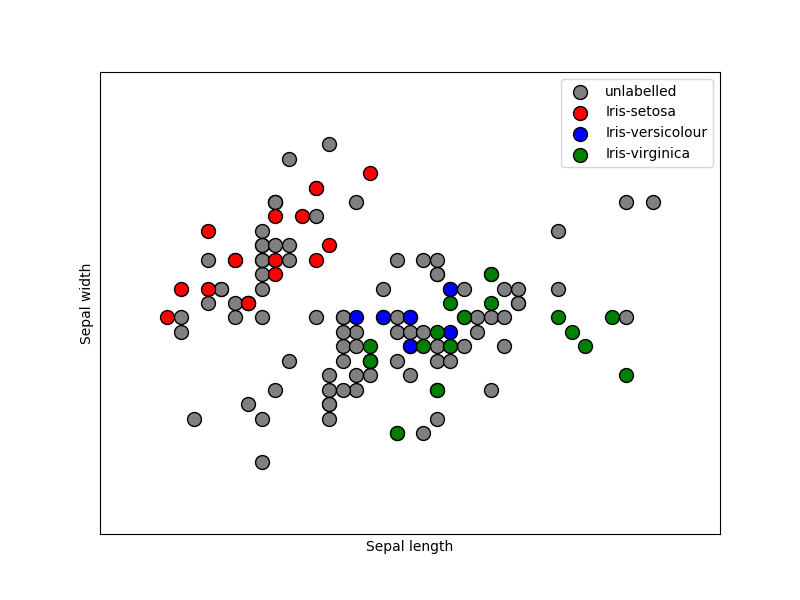 unlabelled
Iris-setosa
Iris-versicolour
Iris-virginica
Sepal width
Sepal length